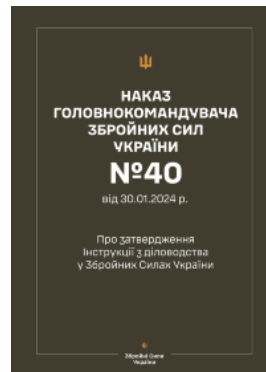 НАКАЗ
ГОЛОВНОКОМАНДУВАЧА
ЗБРОЙНИХ СИЛ
УКРАЇНИ
№40
від 30.01.2024 р.
Про затвердження
Інструкції з діловодства
у Збройних Силах України
Збройні Сили
України